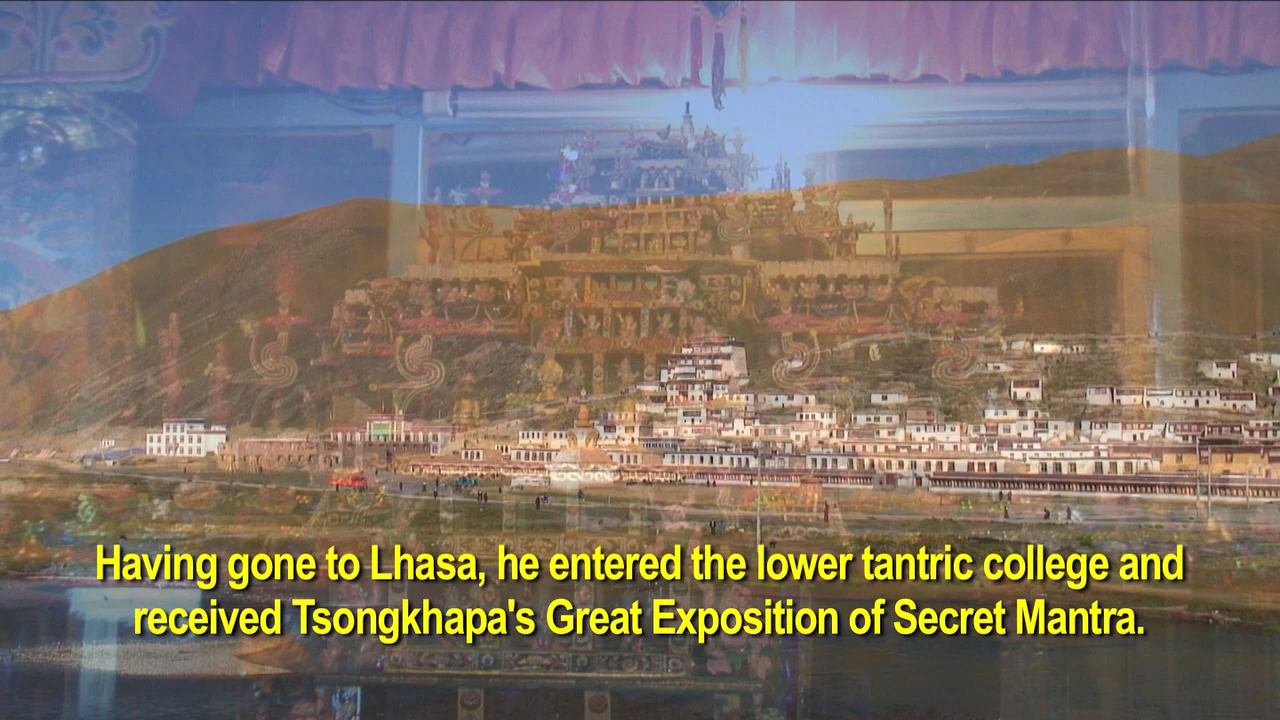 Having gone to Lhasa, he entered the lower tantric college and
received Tsongkhapa's Great Exposition of Secret Mantra.